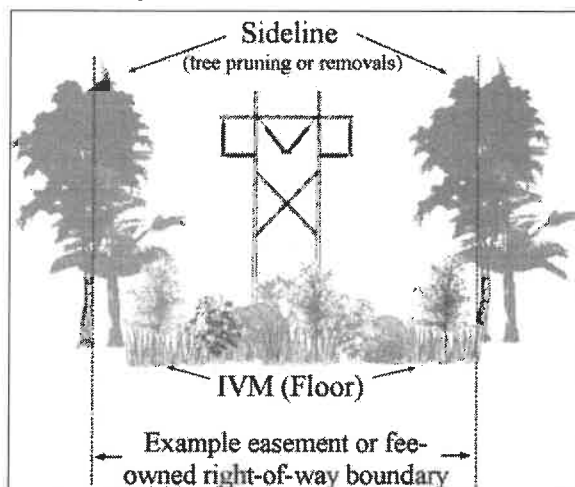 Sideline
(tree pruning or removals)
IVM (Floor)
Example easement or fee-
owned right-of-way boundary